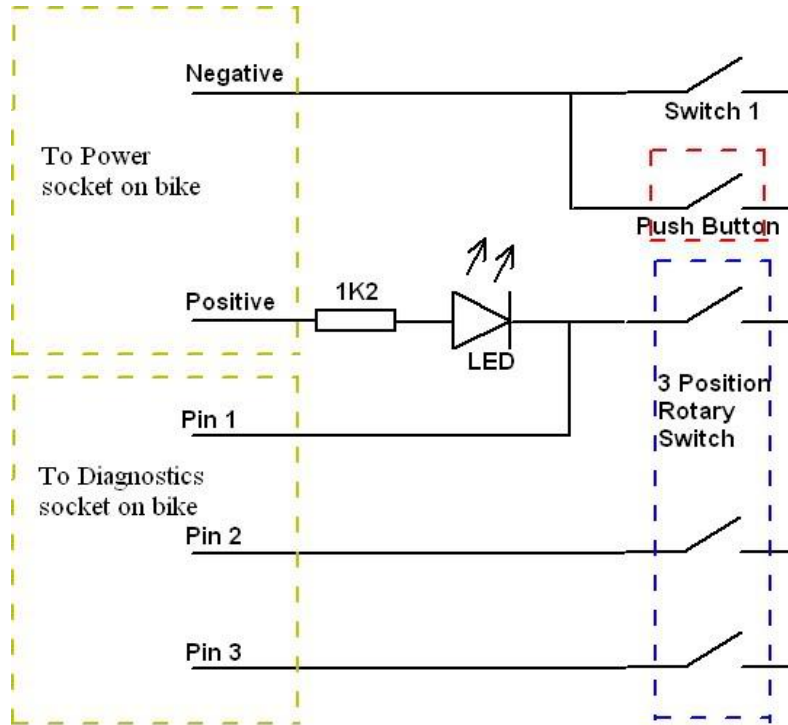 Negative
Switch 1
To Power
socket on bike
Push Button
Positive
1K2
LED
3 Position
Rotary
Switch
Pin 1
To Diagnostics
socket on bike
Pin 2
Pin 3